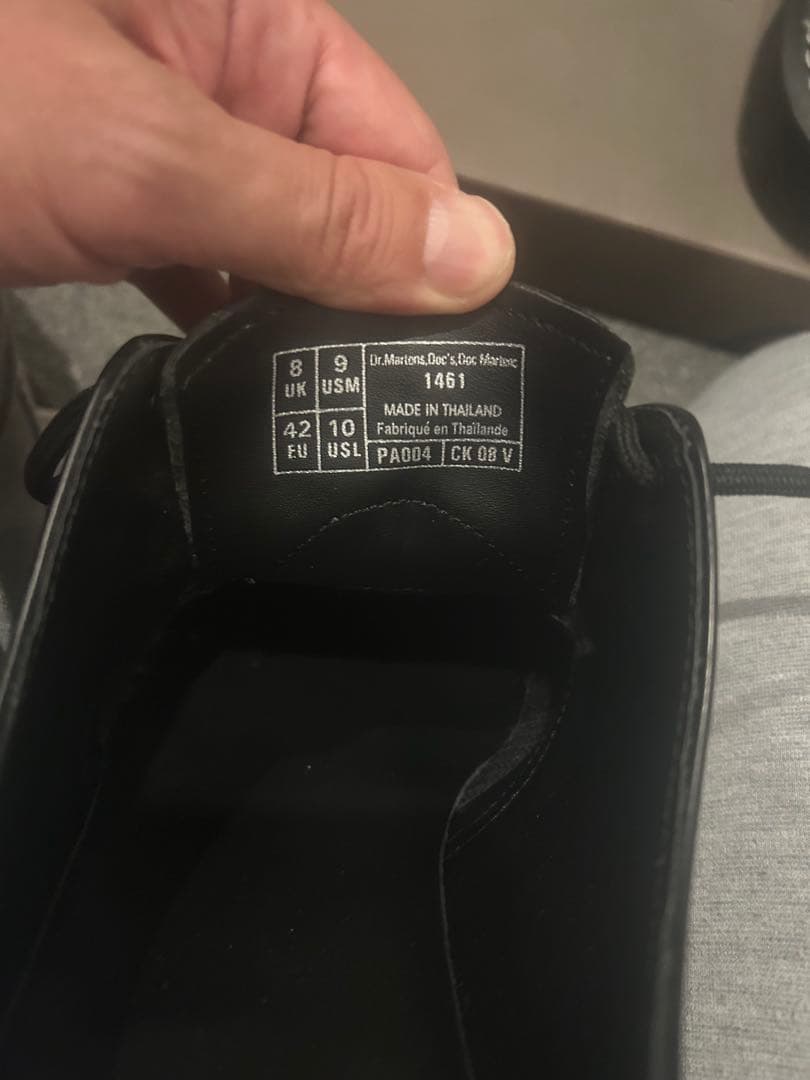 8 UK
9 USM
42 EU
10 USL
Dr.Martens,Doc's,Doc Martens
1461
MADE IN THAILAND
Fabriqué en Thaïlande
PA004
CK 08 V